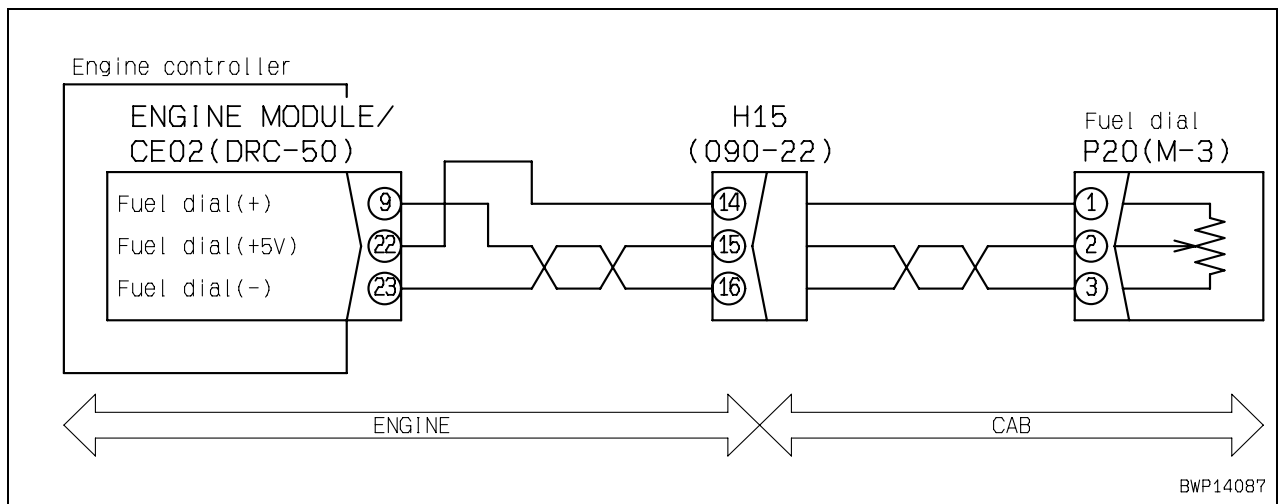 Engine controller
ENGINE MODULE/
CE02(DRC-50)
H15
(090-22)
Fuel dial
P20(M-3)
Fuel dial(+)
9
14
1
Fuel dial(+5V)
22
15
2
Fuel dial(-)
23
16
3
ENGINE
CAB
BWP14087